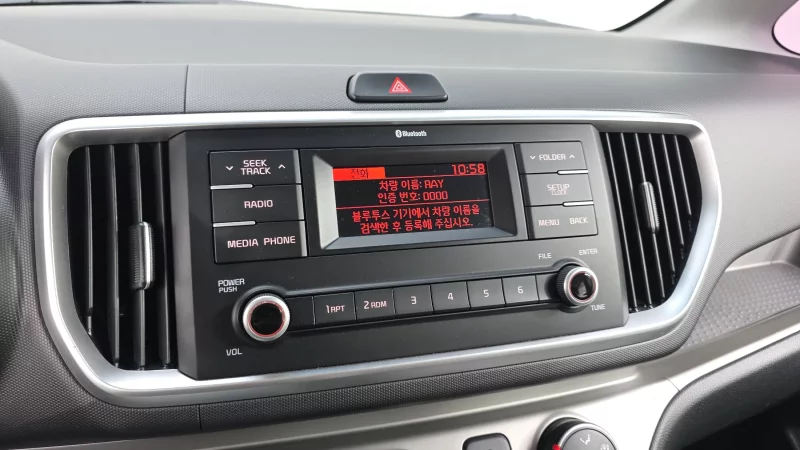 Bluetooth
SEEK
TRACK
RADIO
MEDIA PHONE
전화 10:58
차량 이름: RAY
인증 번호: 0000
블루투스 기기에서 차량 이름을
검색한 후 등록해 주십시오.
FOLDER
SETUP
CLOCK
MENU BACK
FILE ENTER
POWER
PUSH
1 RPT 2 RDM 3 4 5 6
VOL
TUNE